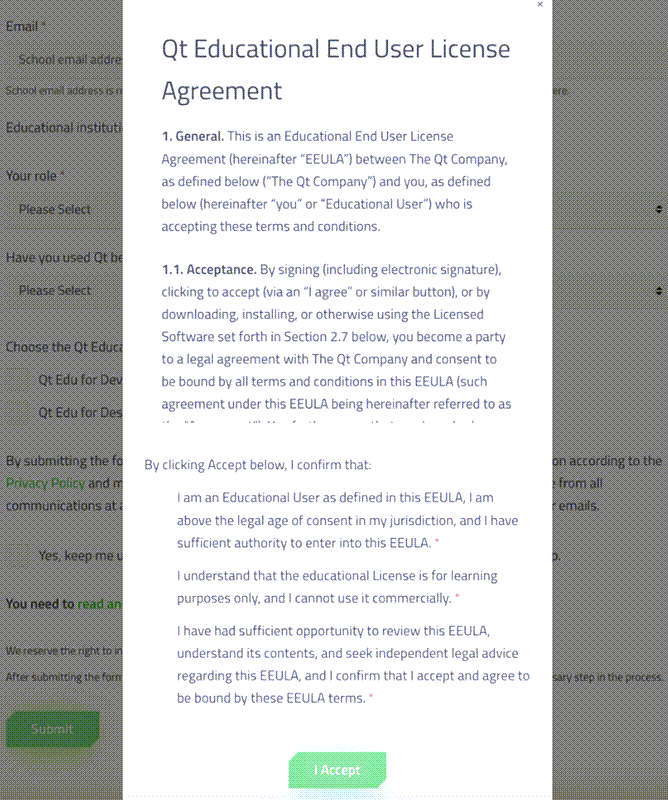 ×
Qt Educational End User License
Agreement
1. General. This is an Educational End User License
Agreement (hereinafter “EEULA”) between The Qt Company,
as defined below (“The Qt Company”) and you, as defined
below (hereinafter “you” or “Educational User”) who is
accepting these terms and conditions.
1.1. Acceptance. By signing (including electronic signature),
clicking to accept (via an “I agree” or similar button), or by
downloading, installing, or otherwise using the Licensed
Software set forth in Section 2.7 below, you become a party
to a legal agreement with The Qt Company and consent to
be bound by all terms and conditions in this EEULA (such
agreement under this EEULA being hereinafter referred to as
By clicking Accept below, I confirm that:
I am an Educational User as defined in this EEULA, I am
above the legal age of consent in my jurisdiction, and I have
sufficient authority to enter into this EEULA. *
I understand that the educational License is for learning
purposes only, and I cannot use it commercially. *
I have had sufficient opportunity to review this EEULA,
understand its contents, and seek independent legal advice
regarding this EEULA, and I confirm that I accept and agree to
be bound by these EEULA terms. *
I Accept
Email *
School email addre
School email address is re
ere.
Educational instituti
Your role *
Please Select
Have you used Qt be
Please Select
Choose the Qt Educa
Qt Edu for Dev
Qt Edu for Des
By submitting the fo
on according to the
Privacy Policy and m
e from all
communications at a
r emails.
Yes, keep me u
o.
You need to read an
We reserve the right to in
After submitting the form
sary step in the process.
Submit